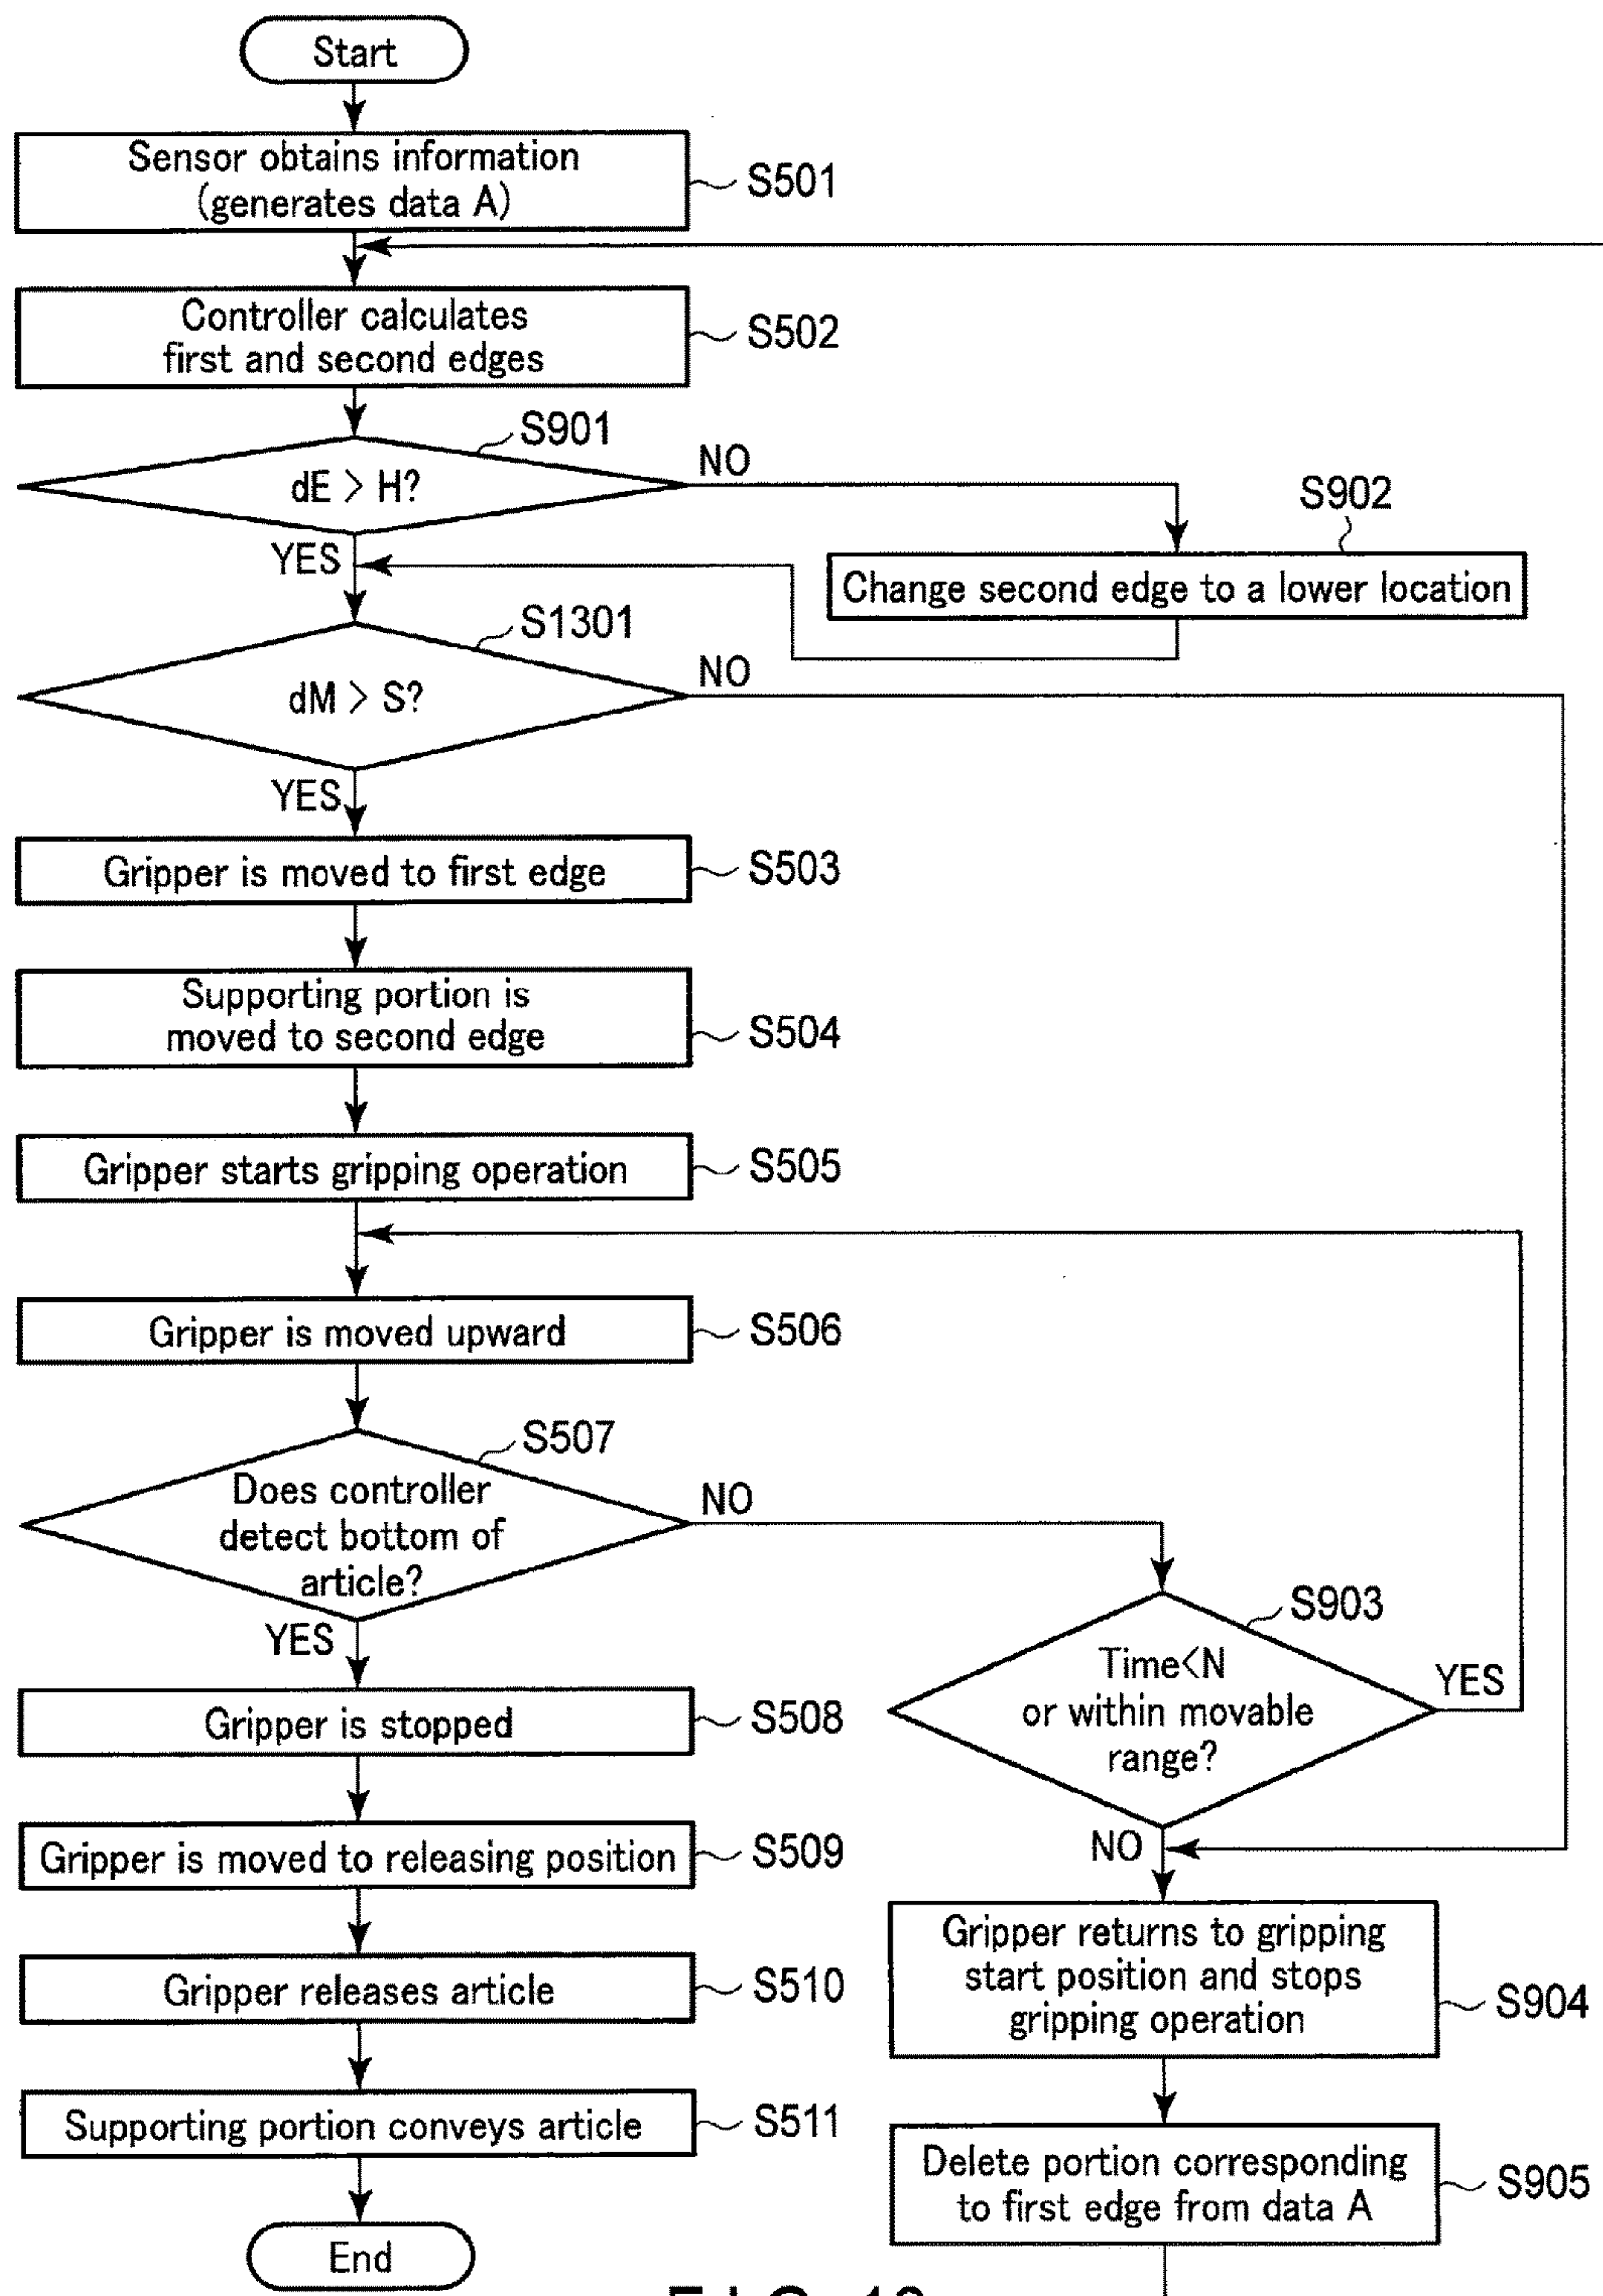 Start
Sensor obtains information
(generates data A)
S501
Controller calculates
first and second edges
S502
S901
dE > H?
NO
YES
S902
Change second edge to a lower location
S1301
dM > S?
NO
YES
Gripper is moved to first edge
S503
Supporting portion is
moved to second edge
S504
Gripper starts gripping operation
S505
Gripper is moved upward
S506
S507
Does controller
detect bottom of
article?
NO
YES
S903
Time<N
or within movable
range?
YES
NO
Gripper is stopped
S508
Gripper is moved to releasing position
S509
Gripper releases article
S510
Supporting portion conveys article
S511
End
Gripper returns to gripping
start position and stops
gripping operation
S904
Delete portion corresponding
to first edge from data A
S905